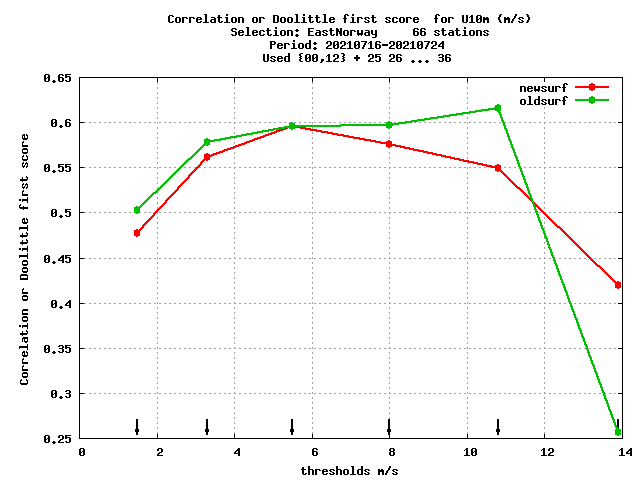 Correlation or Doolittle first score  for U10m (m/s)
Selection: EastNorway     66 stations
Period: 20210716-20210724
Used {00,12} + 25 26 ... 36
newsurf
oldsurf
Correlation or Doolittle first score
0.65
0.6
0.55
0.5
0.45
0.4
0.35
0.3
0.25
0 2 4 6 8 10 12 14
thresholds m/s